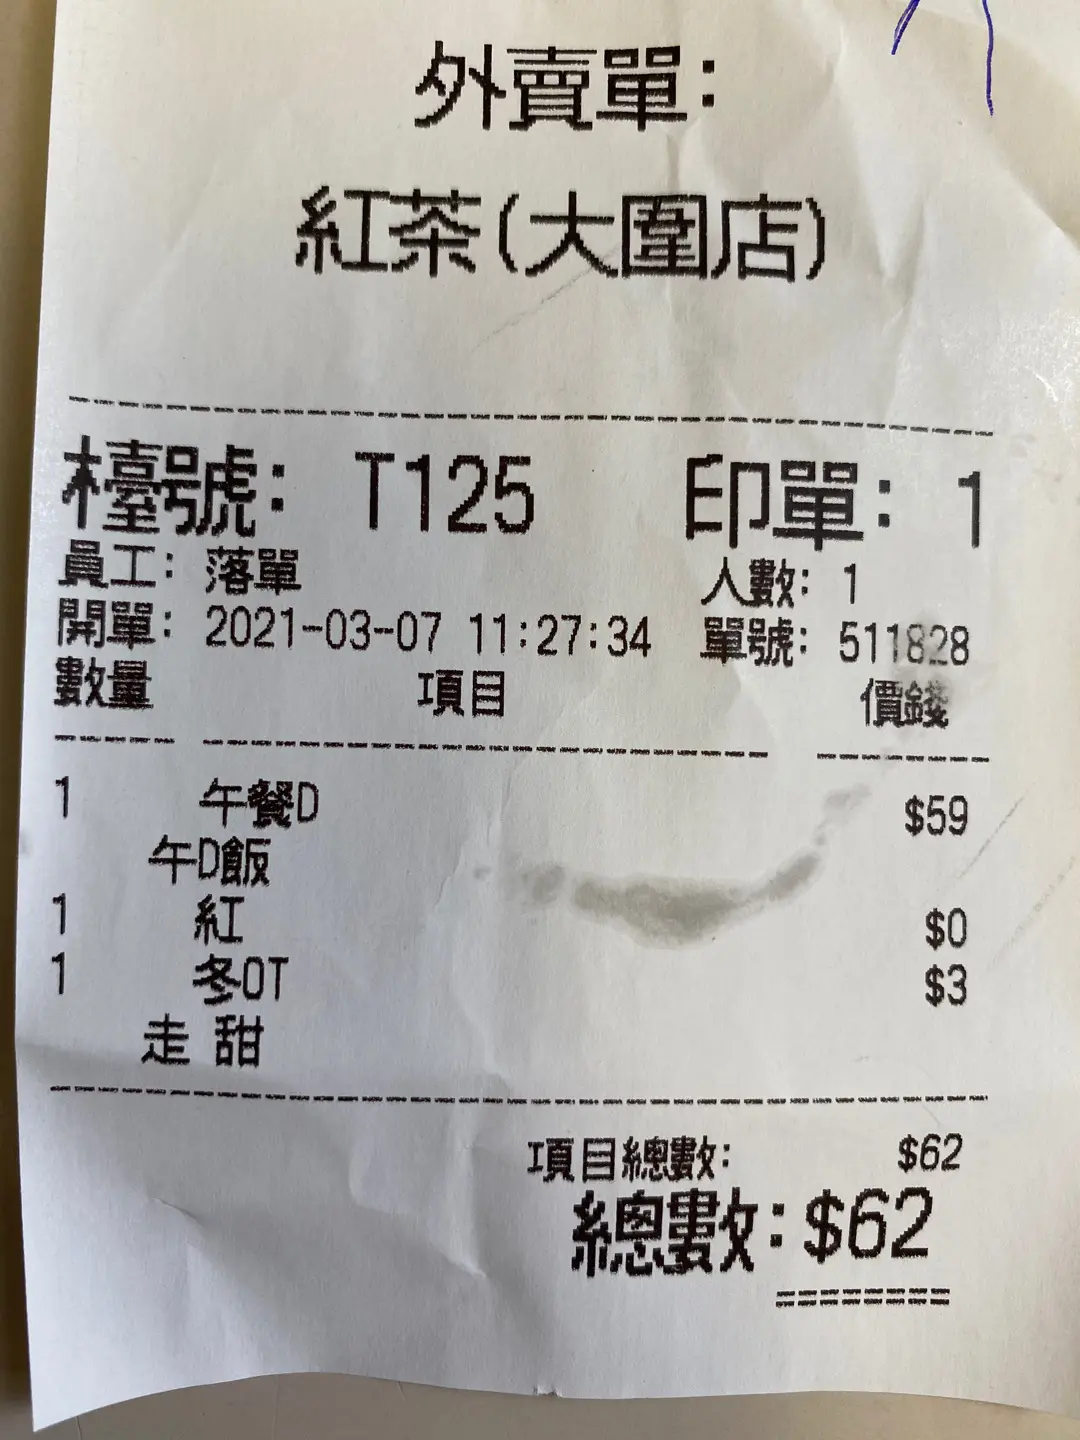 外賣單:
紅茶(大圍店)
檯號: T125 印單: 1
員工: 落單 人數: 1
開單: 2021-03-07 11:27:34 單號: 511828
數量 項目 價錢
1 午餐D $59
午D飯
1 紅 $0
1 冬OT $3
走 甜
項目總數: $62
總數:$62
========